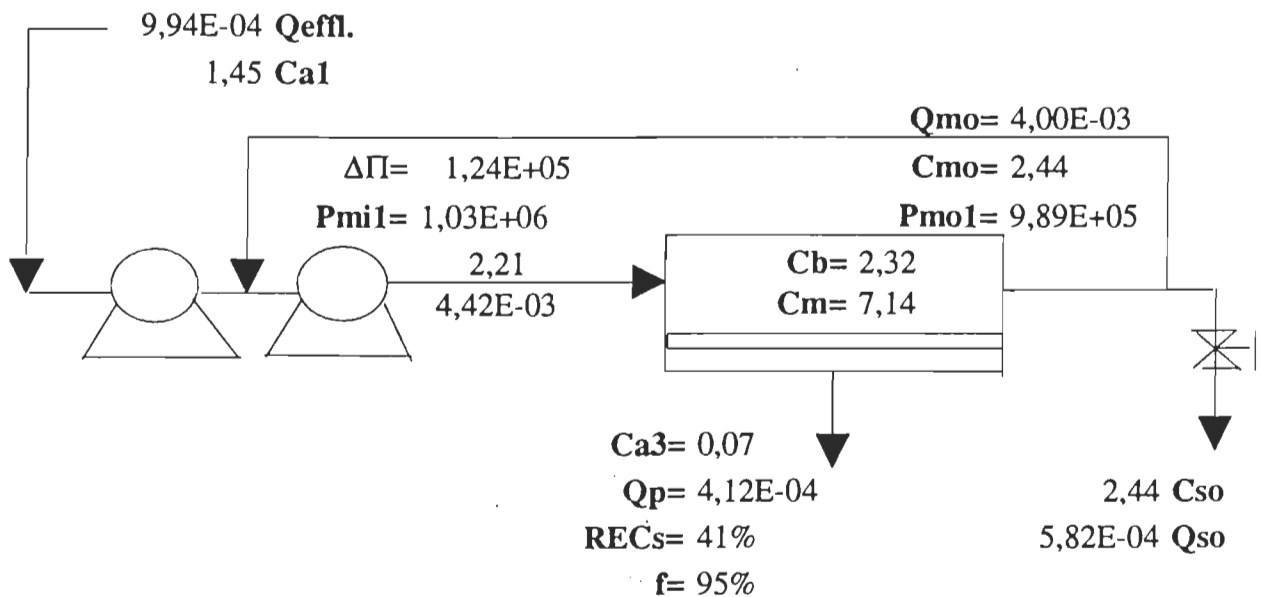 9,94E-04 Qeffl.
1,45 Ca1
Qmo= 4,00E-03
ΔΠ= 1,24E+05
Cmo= 2,44
Pmi1= 1,03E+06
Pmo1= 9,89E+05
2,21
4,42E-03
Cb= 2,32
Cm= 7,14
Ca3= 0,07
Qp= 4,12E-04
RECs= 41%
f= 95%
2,44 Cso
5,82E-04 Qso